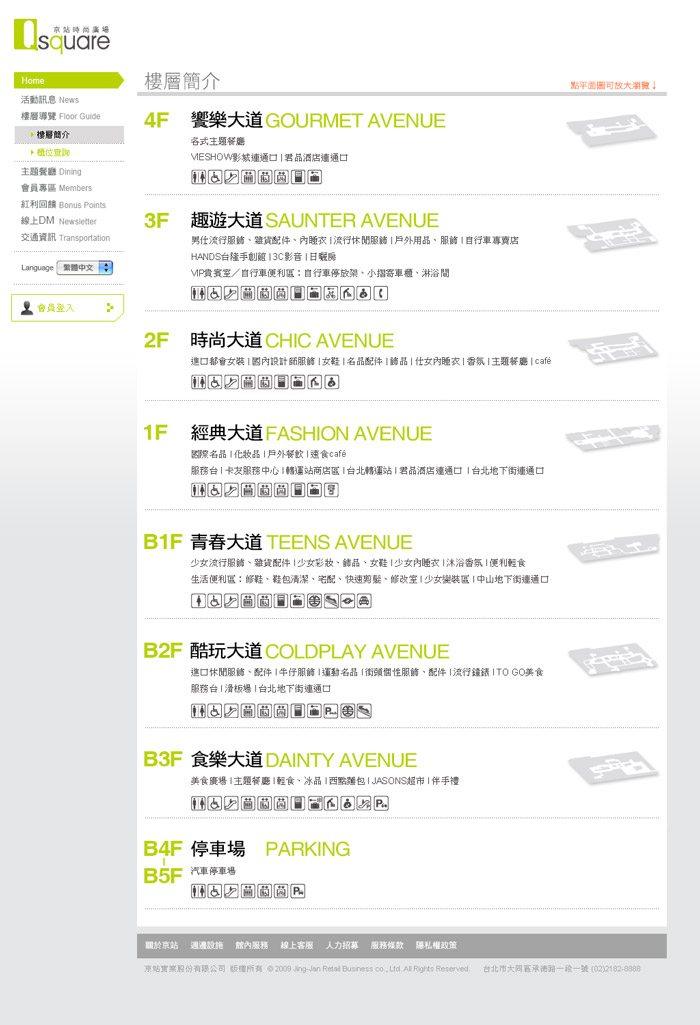 京站時尚廣場
Qsquare
Home
活動訊息 News
樓層導覽 Floor Guide
樓層簡介
櫃位查詢
主題餐廳 Dining
會員專區 Members
紅利回饋 Bonus Points
線上DM Newsletter
交通資訊 Transportation
Language 繁體中文
會員登入
樓層簡介
點平面圖可放大瀏覽↓
4F 饗樂大道 GOURMET AVENUE
各式主題餐廳
VIESHOW影城連通口 | 君品酒店連通口
3F 趣遊大道 SAUNTER AVENUE
男仕流行服飾、雜貨配件、內睡衣 | 流行休閒服飾 | 戶外用品、服飾 | 自行車專賣店
HANDS台隆手創館 | 3C影音 | 日曬房
VIP貴賓室／自行車便利區：自行車停放架、小摺寄車櫃、淋浴間
2F 時尚大道 CHIC AVENUE
進口都會女裝 | 國內設計師服飾 | 女鞋 | 名品配件 | 飾品 | 仕女內睡衣 | 香氛 | 主題餐廳 | café
1F 經典大道 FASHION AVENUE
國際名品 | 化妝品 | 戶外餐飲 | 速食café
服務台 | 卡友服務中心 | 轉運站商店區 | 台北轉運站 | 君品酒店連通口 | 台北地下街連通口
B1F 青春大道 TEENS AVENUE
少女流行服飾、雜貨配件 | 少女彩妝、飾品、女鞋 | 少女內睡衣 | 沐浴香氛 | 便利輕食
生活便利區：修鞋、鞋包清潔、宅配、快速剪髮、修改室 | 少女變裝區 | 中山地下街連通口
B2F 酷玩大道 COLDPLAY AVENUE
進口休閒服飾、配件 | 牛仔服飾 | 運動名品 | 街頭個性服飾、配件 | 流行鐘錶 | TO GO美食
服務台 | 滑板場 | 台北地下街連通口
B3F 食樂大道 DAINTY AVENUE
美食廣場 | 主題餐廳 | 輕食、冰品 | 西點麵包 | JASONS超市 | 伴手禮
B4F 停車場 PARKING
B5F 汽車停車場
關於京站 週邊設施 館內服務 線上客服 人力招募 服務條款 隱私權政策
京站實業股份有限公司 版權所有 © 2009 Jing-Jan Retail Business co., Ltd. All Rights Reserved. 台北市大同區承德路一段一號 (02)2182-8888